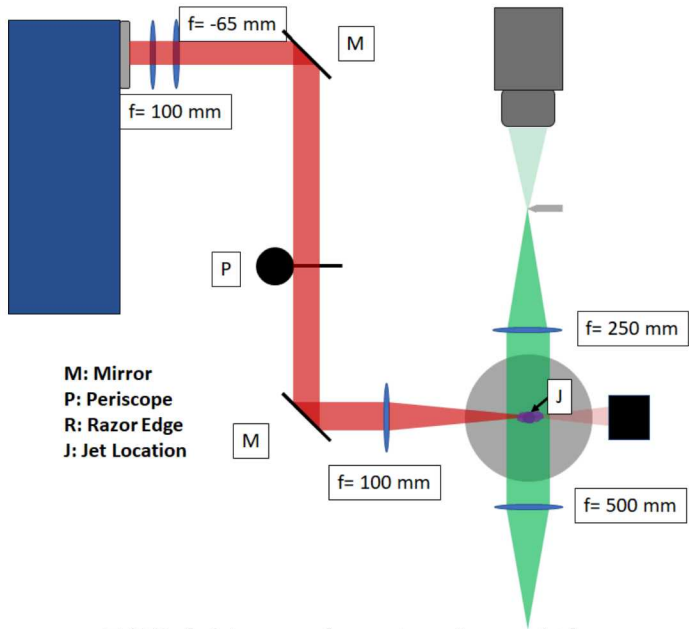 f= -65 mm
M
f= 100 mm
P
f= 250 mm
M: Mirror
P: Periscope
R: Razor Edge
J: Jet Location
J
M
f= 100 mm
f= 500 mm